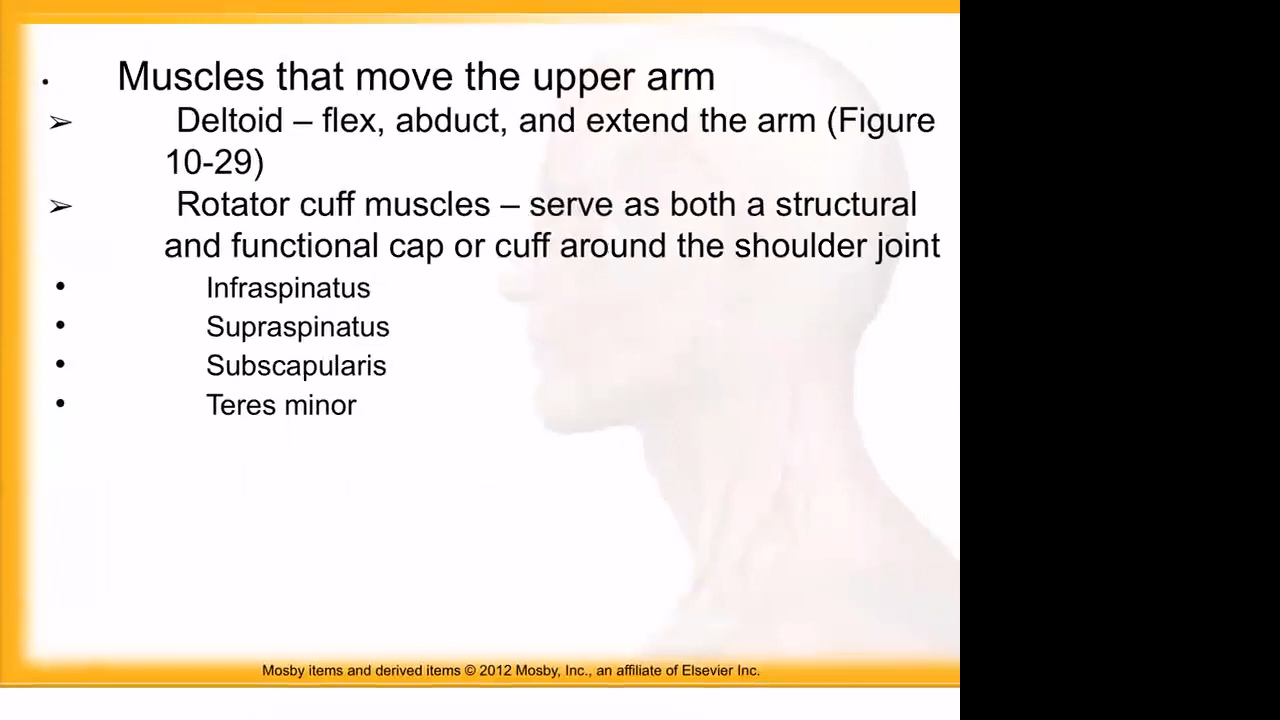 • Muscles that move the upper arm
➢ Deltoid – flex, abduct, and extend the arm (Figure
10-29)
➢ Rotator cuff muscles – serve as both a structural
and functional cap or cuff around the shoulder joint
• Infraspinatus
• Supraspinatus
• Subscapularis
• Teres minor
Mosby items and derived items © 2012 Mosby, Inc., an affiliate of Elsevier Inc.